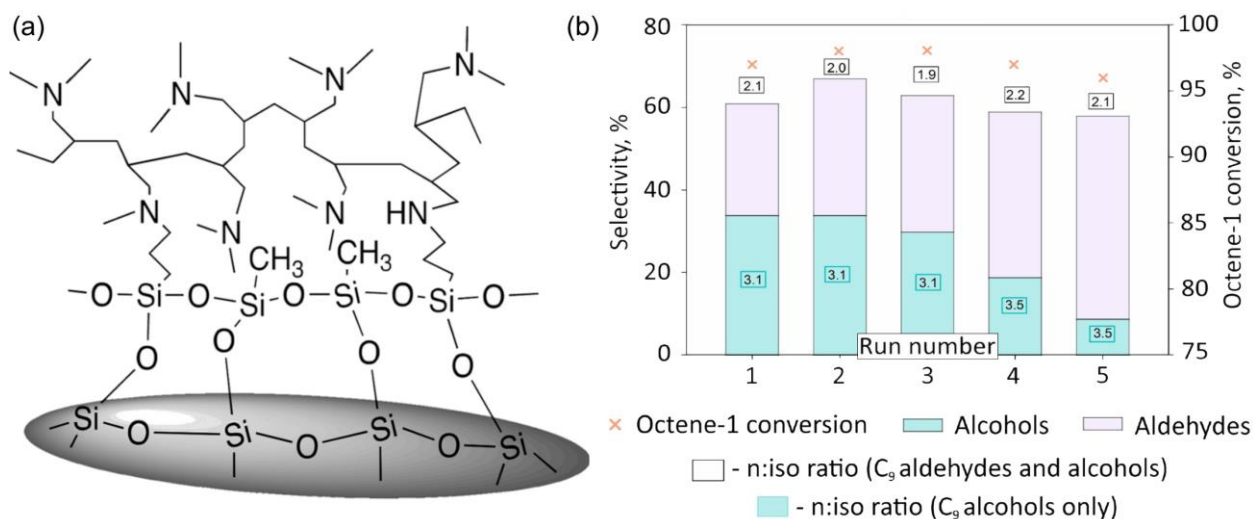 (a)
N
N
N
N
N
N
N
HN
CH3
CH3
O Si O Si O Si O Si O
O O O O
Si O Si O Si O Si
(b)
Selectivity, %
80
60
40
20
0
Octene-1 conversion, %
100
95
90
85
80
75
2.1 2.0 1.9 2.2 2.1
3.1 3.1 3.1 3.5 3.5
Run number
1 2 3 4 5
× Octene-1 conversion Alcohols Aldehydes
- n:iso ratio (C9 aldehydes and alcohols)
- n:iso ratio (C9 alcohols only)